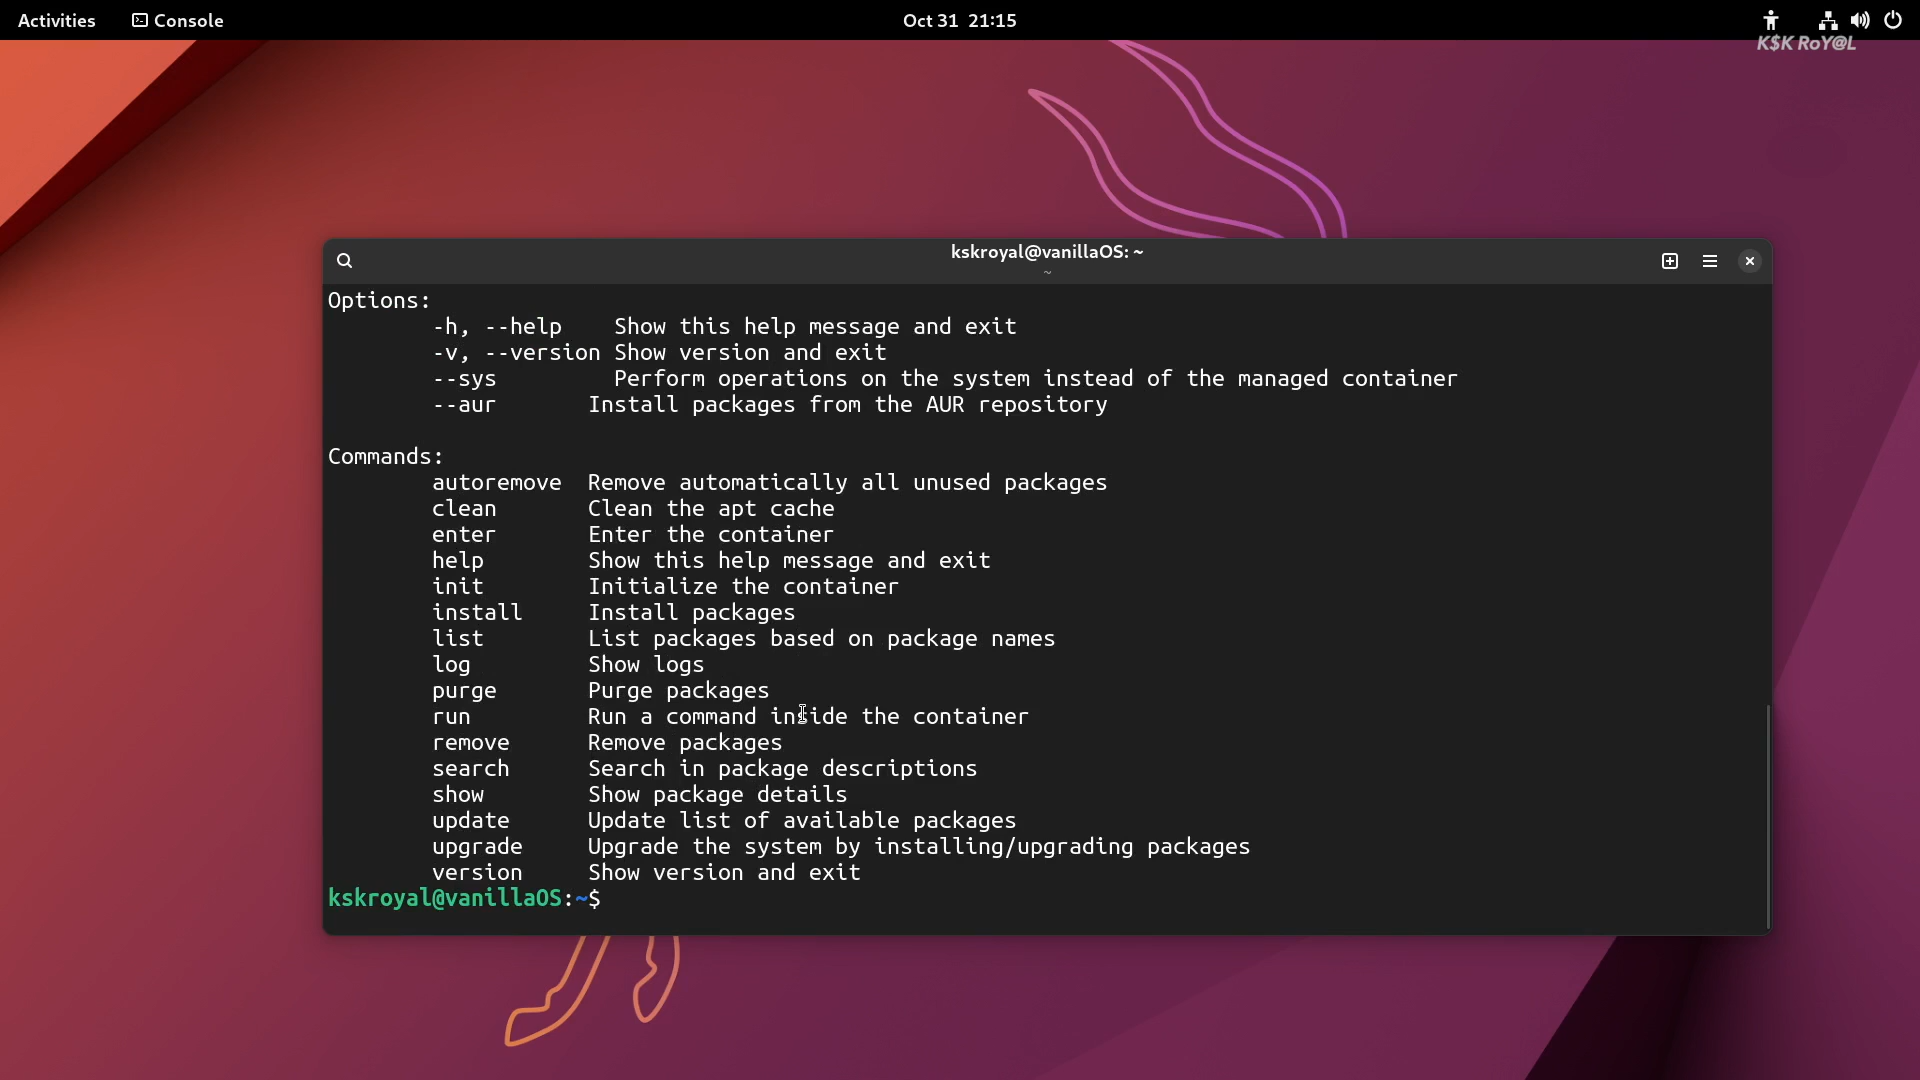 Activities Console Oct 31 21:15
K$K RoY@L
kskroyal@vanillaOS: ~
~
Options:
-h, --help Show this help message and exit
-v, --version Show version and exit
--sys Perform operations on the system instead of the managed container
--aur Install packages from the AUR repository
Commands:
autoremove Remove automatically all unused packages
clean Clean the apt cache
enter Enter the container
help Show this help message and exit
init Initialize the container
install Install packages
list List packages based on package names
log Show logs
purge Purge packages
run Run a command inside the container
remove Remove packages
search Search in package descriptions
show Show package details
update Update list of available packages
upgrade Upgrade the system by installing/upgrading packages
version Show version and exit
kskroyal@vanillaOS:~$